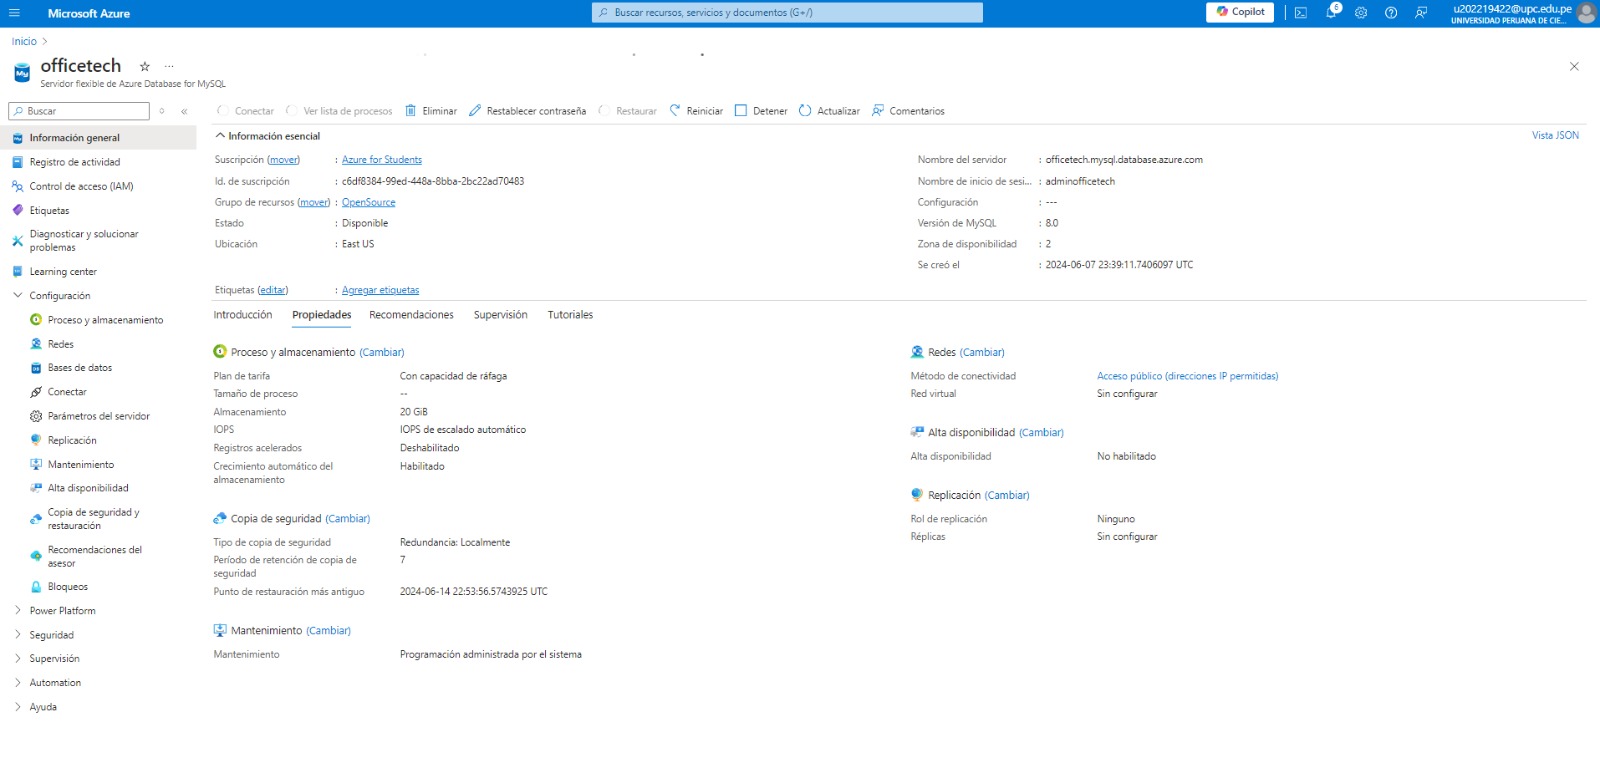 Microsoft Azure
Buscar recursos, servicios y documentos (G+/)
Copilot
6
u202219422@upc.edu.pe
UNIVERSIDAD PERUANA DE CIE...
Inicio >
officetech
Servidor flexible de Azure Database for MySQL
Buscar
Información general
Registro de actividad
Control de acceso (IAM)
Etiquetas
Diagnosticar y solucionar
problemas
Learning center
Configuración
Proceso y almacenamiento
Redes
Bases de datos
Conectar
Parámetros del servidor
Replicación
Mantenimiento
Alta disponibilidad
Copia de seguridad y
restauración
Recomendaciones del
asesor
Bloqueos
Power Platform
Seguridad
Supervisión
Automation
Ayuda
Conectar Ver lista de procesos Eliminar Restablecer contraseña Restaurar Reiniciar Detener Actualizar Comentarios
Información esencial
Vista JSON
Suscripción (mover) : Azure for Students
Id. de suscripción : c6df8384-99ed-448a-8bba-2bc22ad70483
Grupo de recursos (mover) : OpenSource
Estado : Disponible
Ubicación : East US
Etiquetas (editar) : Agregar etiquetas
Nombre del servidor : officetech.mysql.database.azure.com
Nombre de inicio de sesi... : adminofficetech
Configuración : ---
Versión de MySQL : 8.0
Zona de disponibilidad : 2
Se creó el : 2024-06-07 23:39:11.7406097 UTC
Introducción Propiedades Recomendaciones Supervisión Tutoriales
Proceso y almacenamiento (Cambiar)
Plan de tarifa Con capacidad de ráfaga
Tamaño de proceso --
Almacenamiento 20 GiB
IOPS IOPS de escalado automático
Registros acelerados Deshabilitado
Crecimiento automático del Habilitado
almacenamiento
Copia de seguridad (Cambiar)
Tipo de copia de seguridad Redundancia: Localmente
Período de retención de copia de 7
seguridad
Punto de restauración más antiguo 2024-06-14 22:53:56.5743925 UTC
Mantenimiento (Cambiar)
Mantenimiento Programación administrada por el sistema
Redes (Cambiar)
Método de conectividad Acceso público (direcciones IP permitidas)
Red virtual Sin configurar
Alta disponibilidad (Cambiar)
Alta disponibilidad No habilitado
Replicación (Cambiar)
Rol de replicación Ninguno
Réplicas Sin configurar